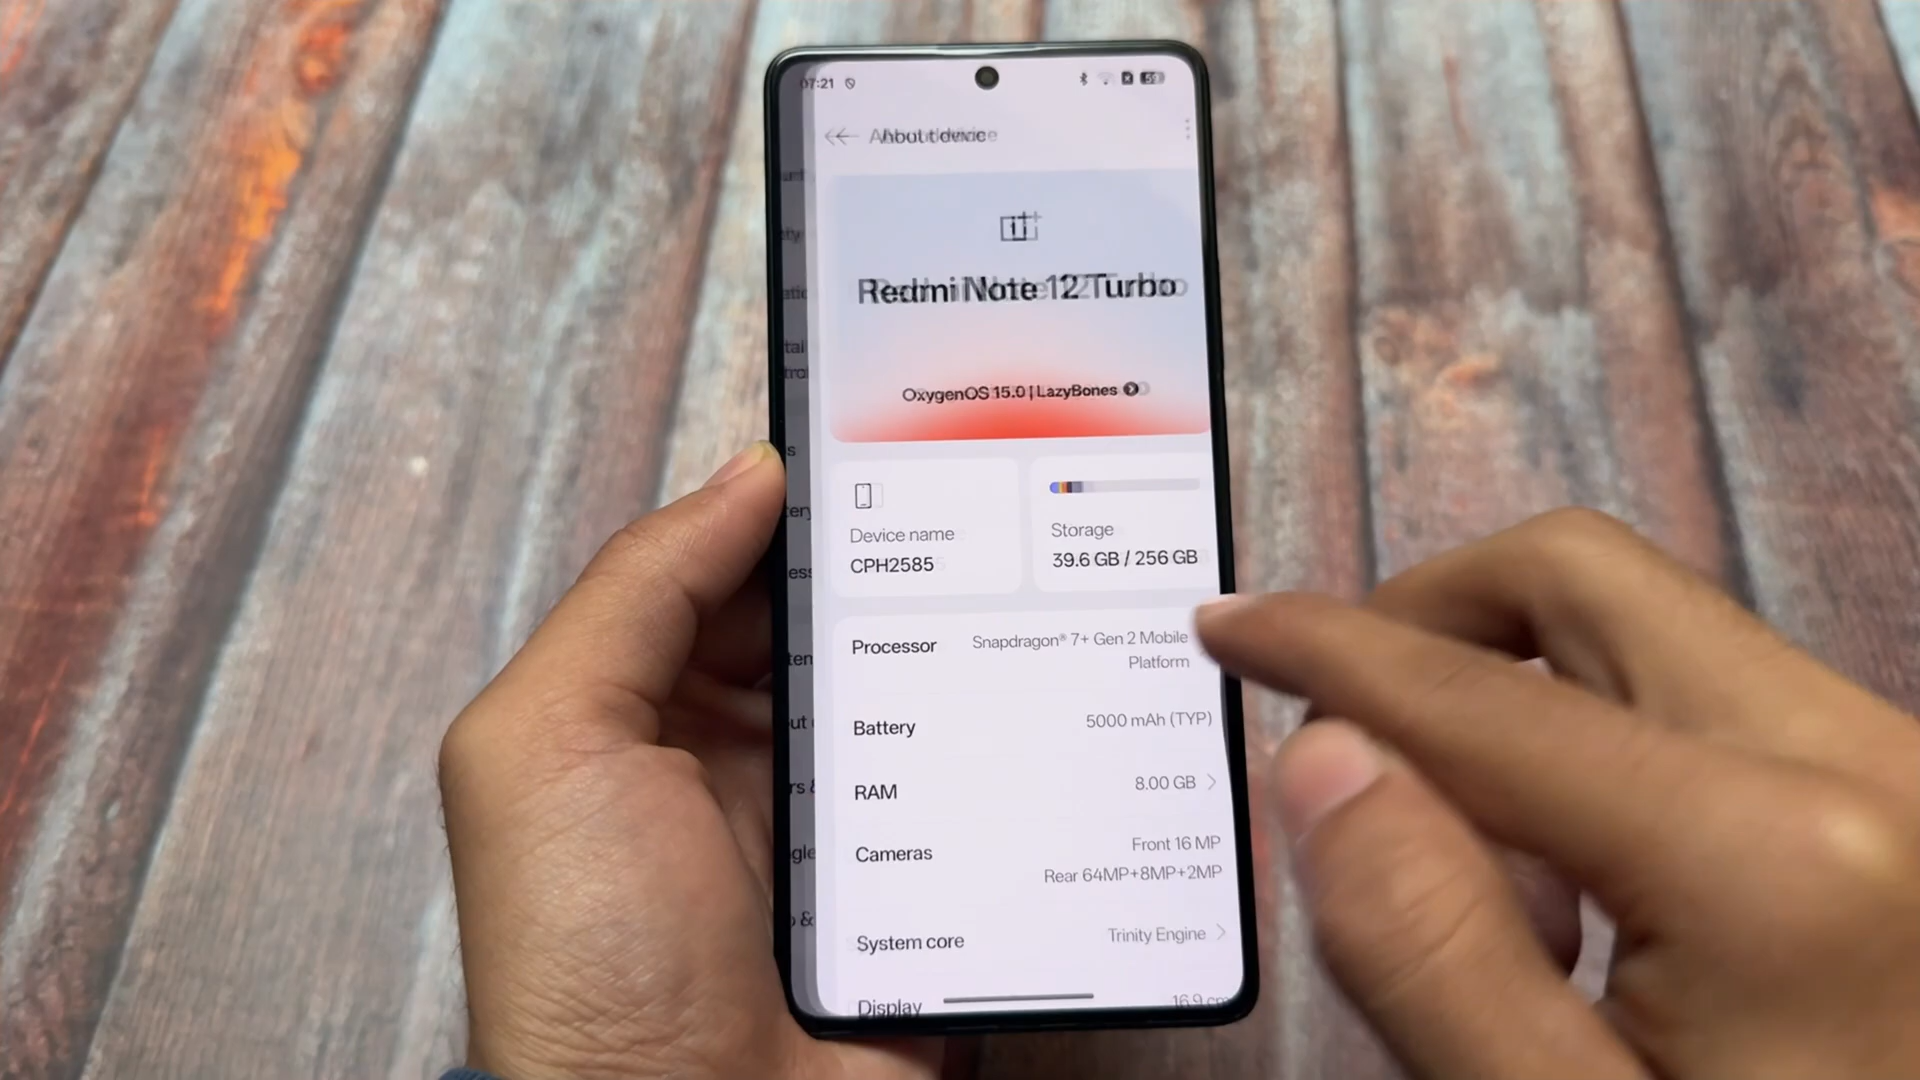 07:21
59
About device
Redmi Note 12 Turbo
OxygenOS 15.0 | LazyBones
Device name
CPH2585
Storage
39.6 GB / 256 GB
Processor
Snapdragon® 7+ Gen 2 Mobile
Platform
Battery
5000 mAh (TYP)
RAM
8.00 GB
Cameras
Front 16 MP
Rear 64MP+8MP+2MP
System core
Trinity Engine
Display
16.9 cm